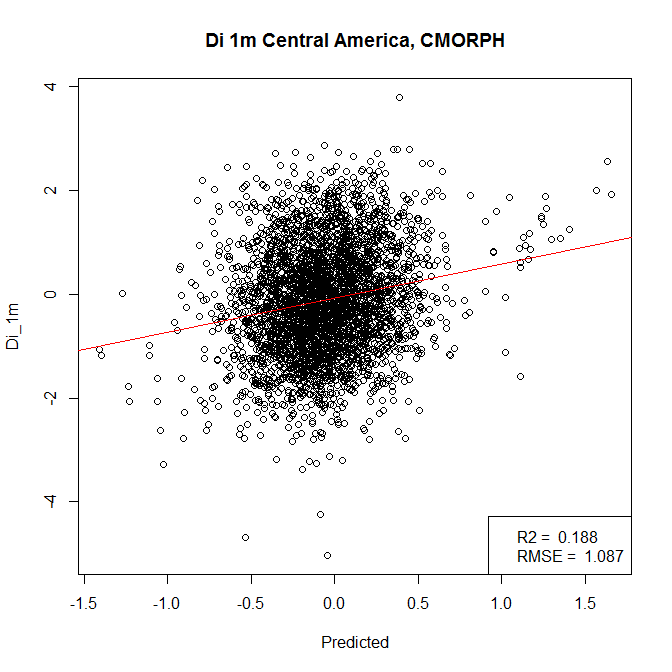 Di 1m Central America, CMORPH
4
2
0
-2
-4
Di_1m
-1.5 -1.0 -0.5 0.0 0.5 1.0 1.5
Predicted
R2 = 0.188
RMSE = 1.087